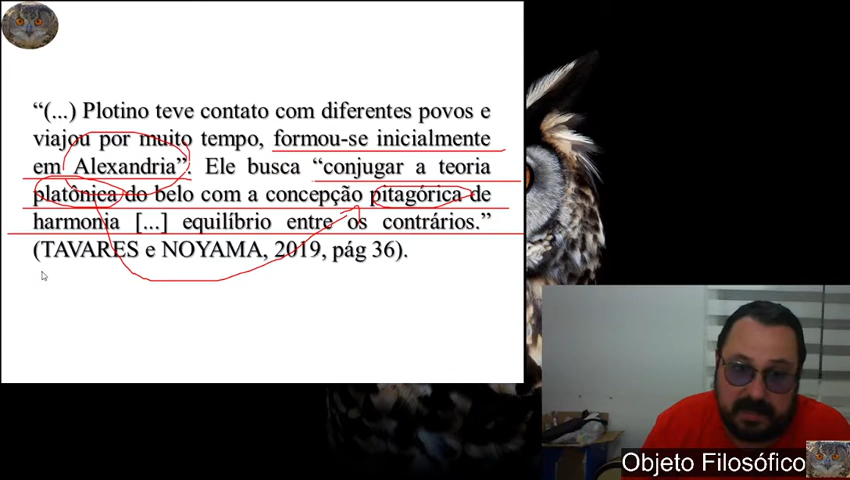 “(...) Plotino teve contato com diferentes povos e
viajou por muito tempo, formou-se inicialmente
em Alexandria”. Ele busca “conjugar a teoria
platônica do belo com a concepção pitagórica de
harmonia [...] equilíbrio entre os contrários.”
(TAVARES e NOYAMA, 2019, pág 36).
Objeto Filosófico